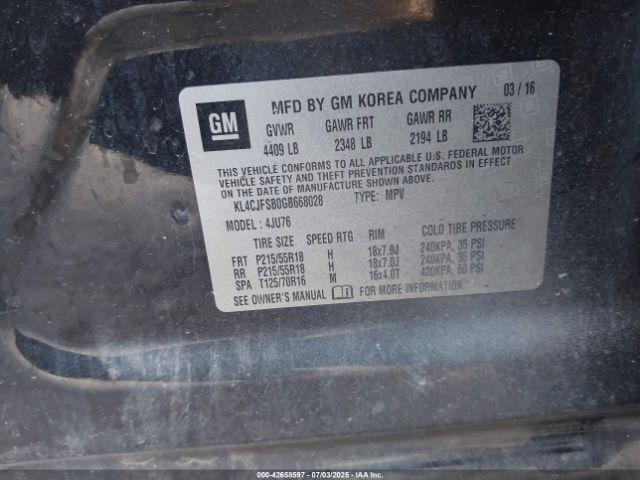 GM
MFD BY GM KOREA COMPANY 03 / 16
GVWR GAWR FRT GAWR RR
4409 LB 2348 LB 2194 LB
THIS VEHICLE CONFORMS TO ALL APPLICABLE U.S. FEDERAL MOTOR
VEHICLE SAFETY AND THEFT PREVENTION STANDARDS IN EFFECT
ON THE DATE OF MANUFACTURE SHOWN ABOVE.
KL4CJFSB0GB668028 TYPE: MPV
MODEL: 4JU76
TIRE SIZE SPEED RTG RIM COLD TIRE PRESSURE
FRT P215/55R18 H 18x7.0J 240KPA, 35 PSI
RR P215/55R18 H 18x7.0J 240KPA, 35 PSI
SPA T125/70R16 M 16x4.0T 420KPA, 60 PSI
SEE OWNER'S MANUAL FOR MORE INFORMATION.
000-42658597 - 07/03/2025 - IAA Inc.